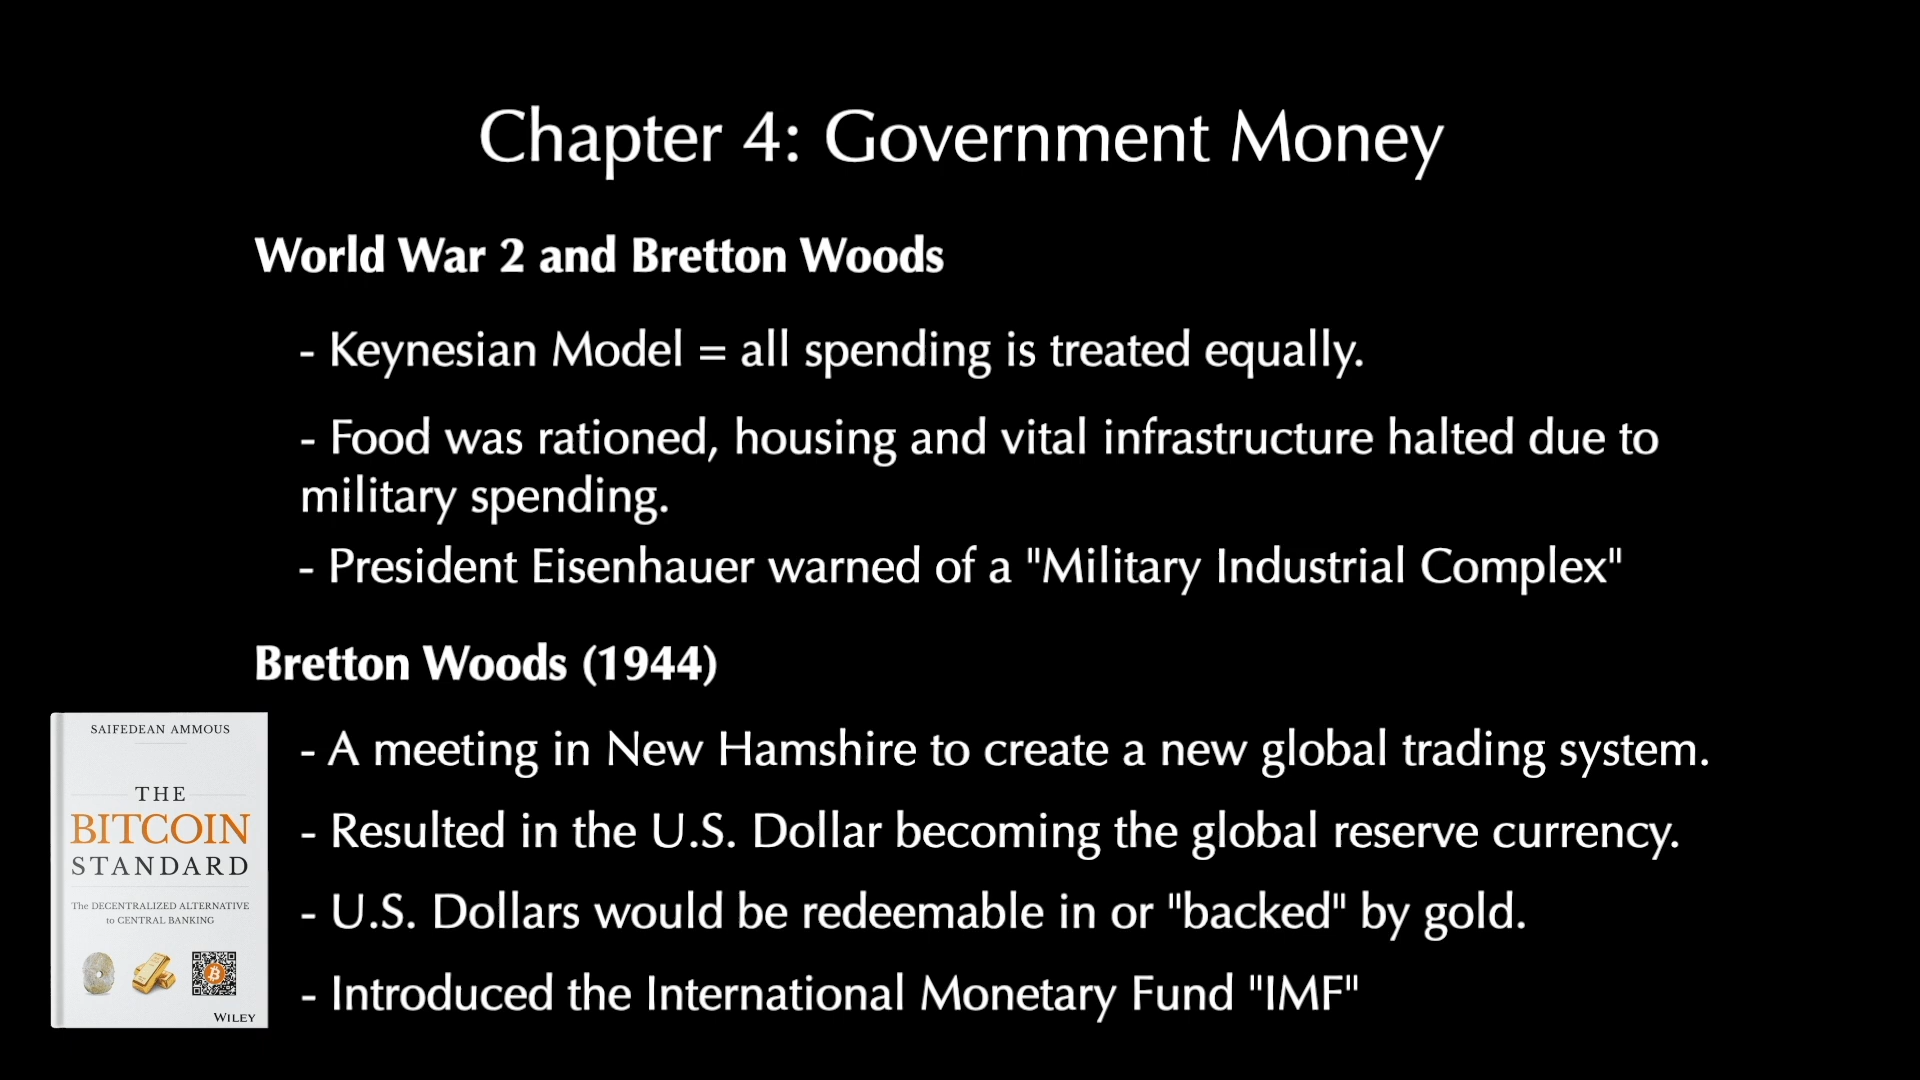 Chapter 4: Government Money
World War 2 and Bretton Woods
- Keynesian Model = all spending is treated equally.
- Food was rationed, housing and vital infrastructure halted due to
military spending.
- President Eisenhauer warned of a "Military Industrial Complex"
Bretton Woods (1944)
- A meeting in New Hamshire to create a new global trading system.
- Resulted in the U.S. Dollar becoming the global reserve currency.
- U.S. Dollars would be redeemable in or "backed" by gold.
- Introduced the International Monetary Fund "IMF"
SAIFEDEAN AMMOUS
THE
BITCOIN
STANDARD
The DECENTRALIZED ALTERNATIVE
to CENTRAL BANKING
WILEY